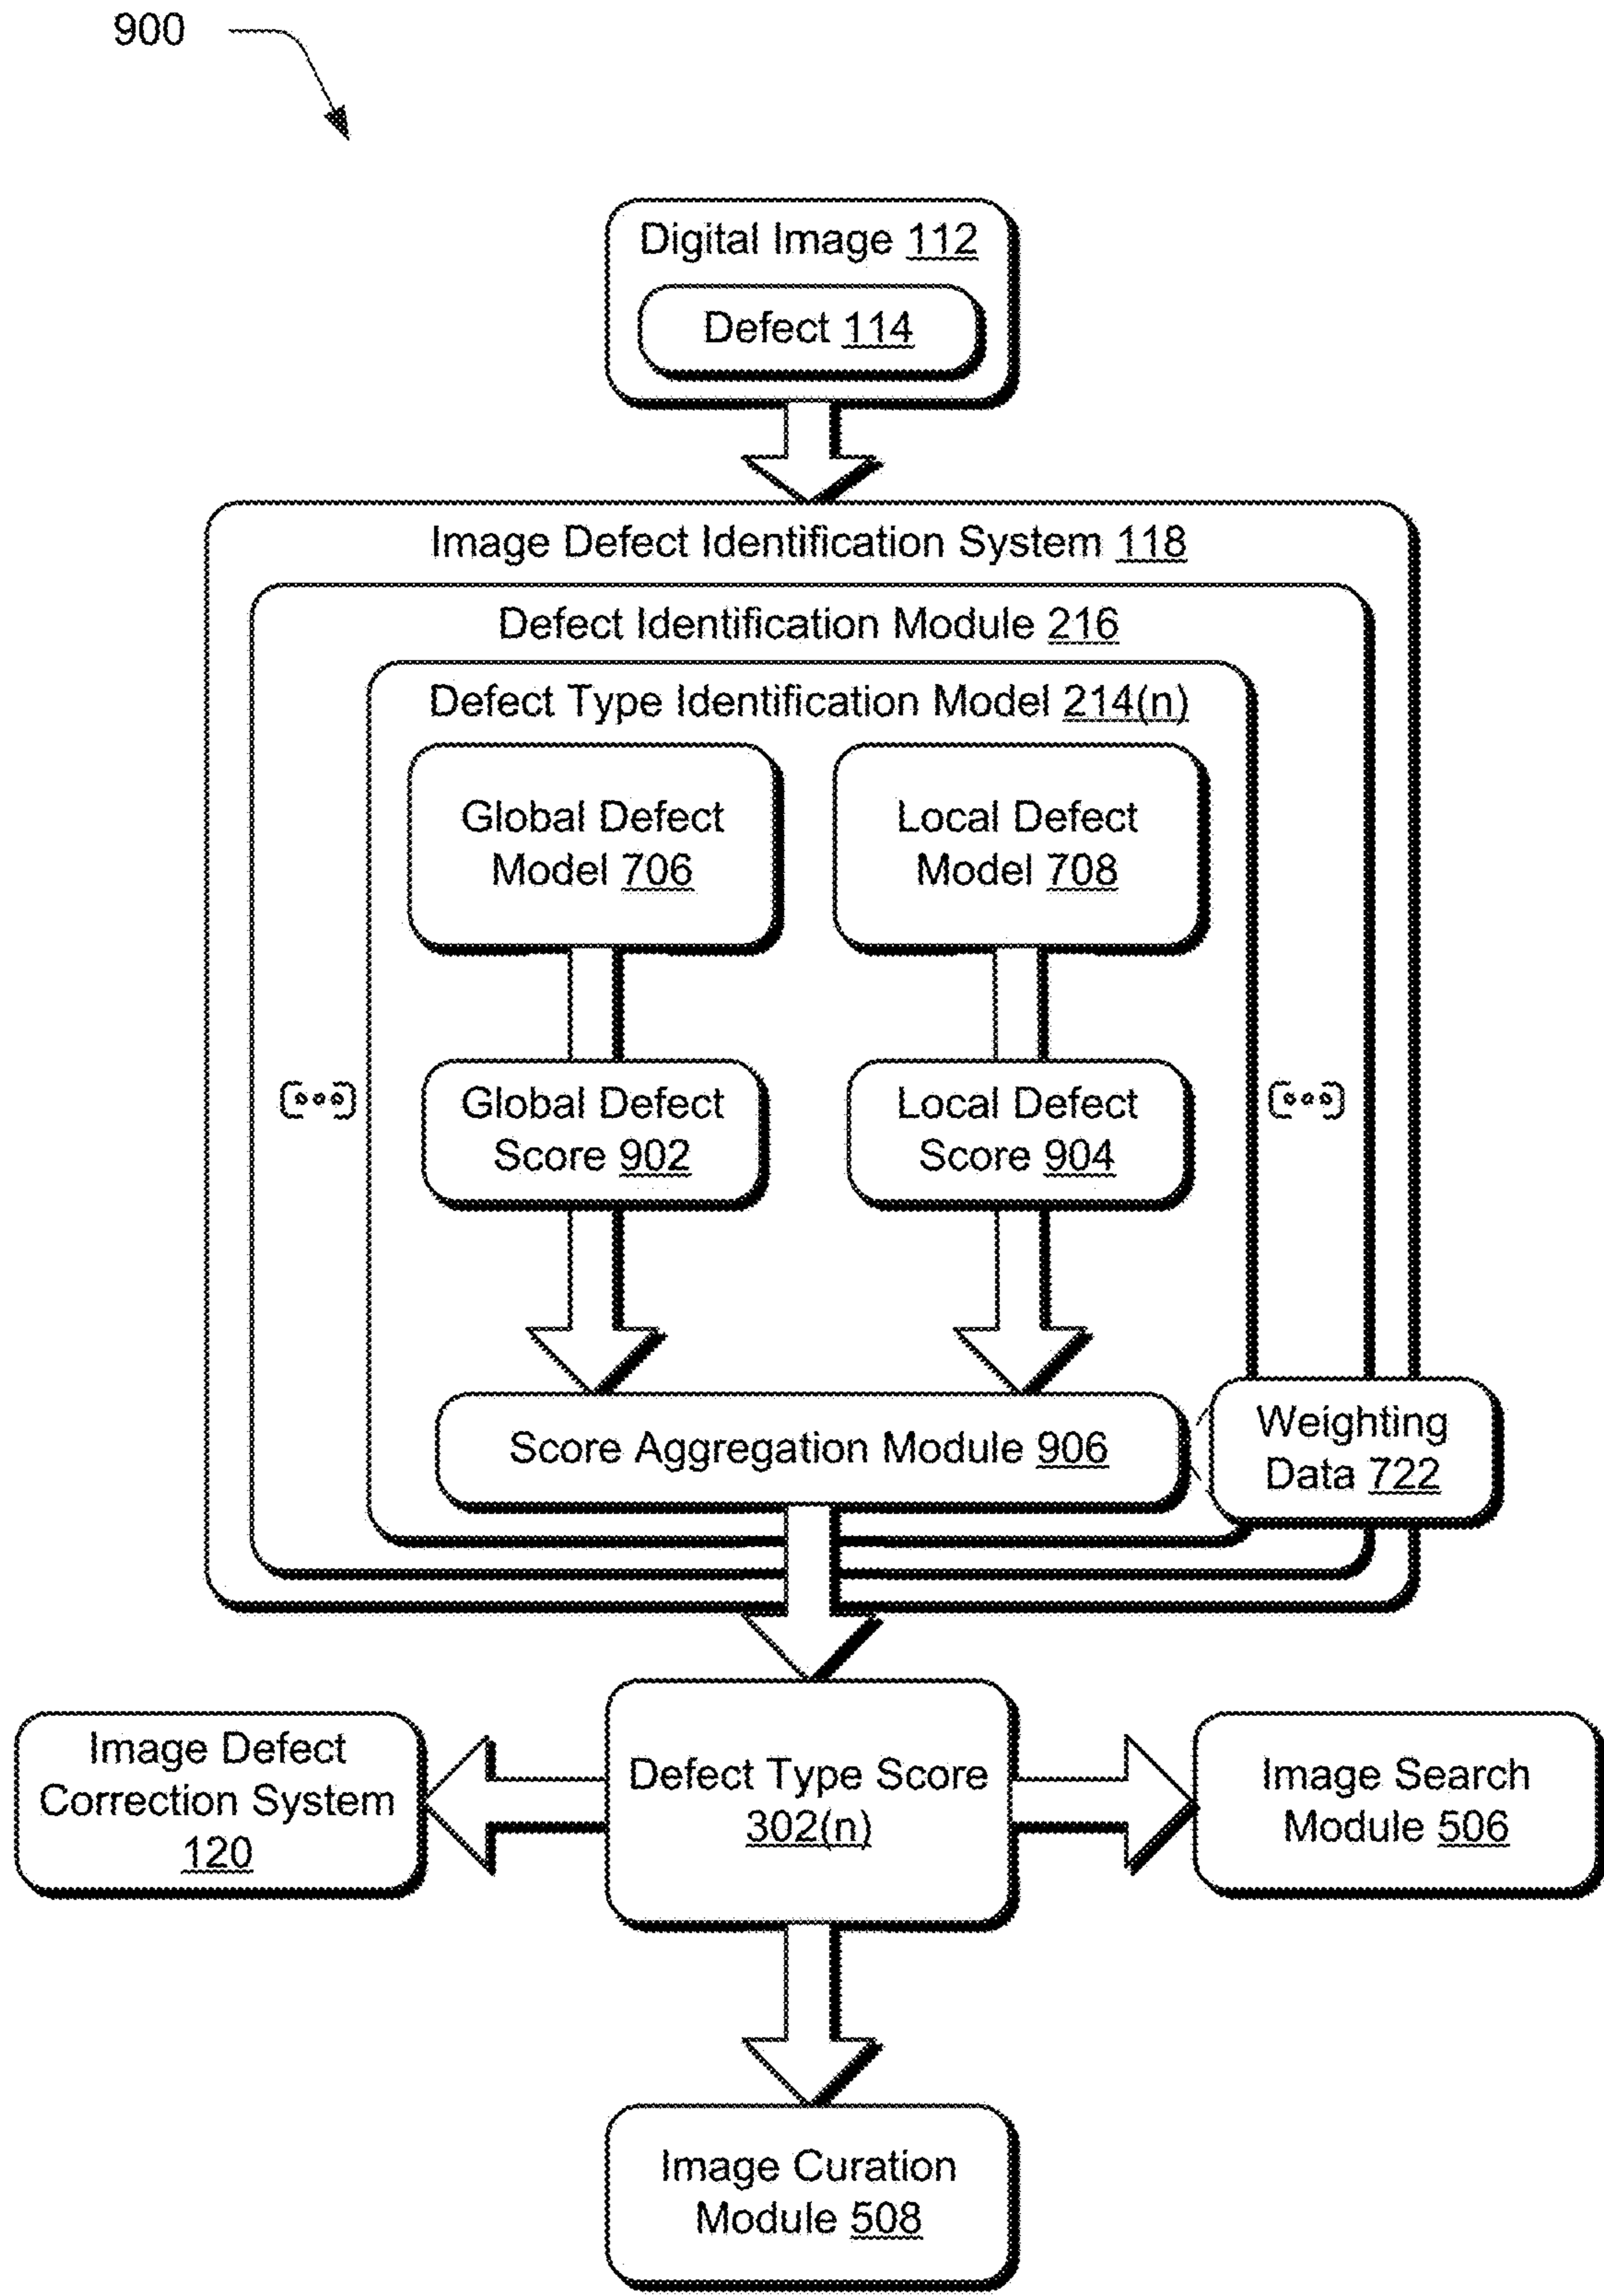 900
Digital Image 112
Defect 114
Image Defect Identification System 118
Defect Identification Module 216
Defect Type Identification Model 214(n)
Global Defect
Model 706
Local Defect
Model 708
Global Defect
Score 902
Local Defect
Score 904
Score Aggregation Module 906
Weighting
Data 722
Image Defect
Correction System
120
Defect Type Score
302(n)
Image Search
Module 506
Image Curation
Module 508